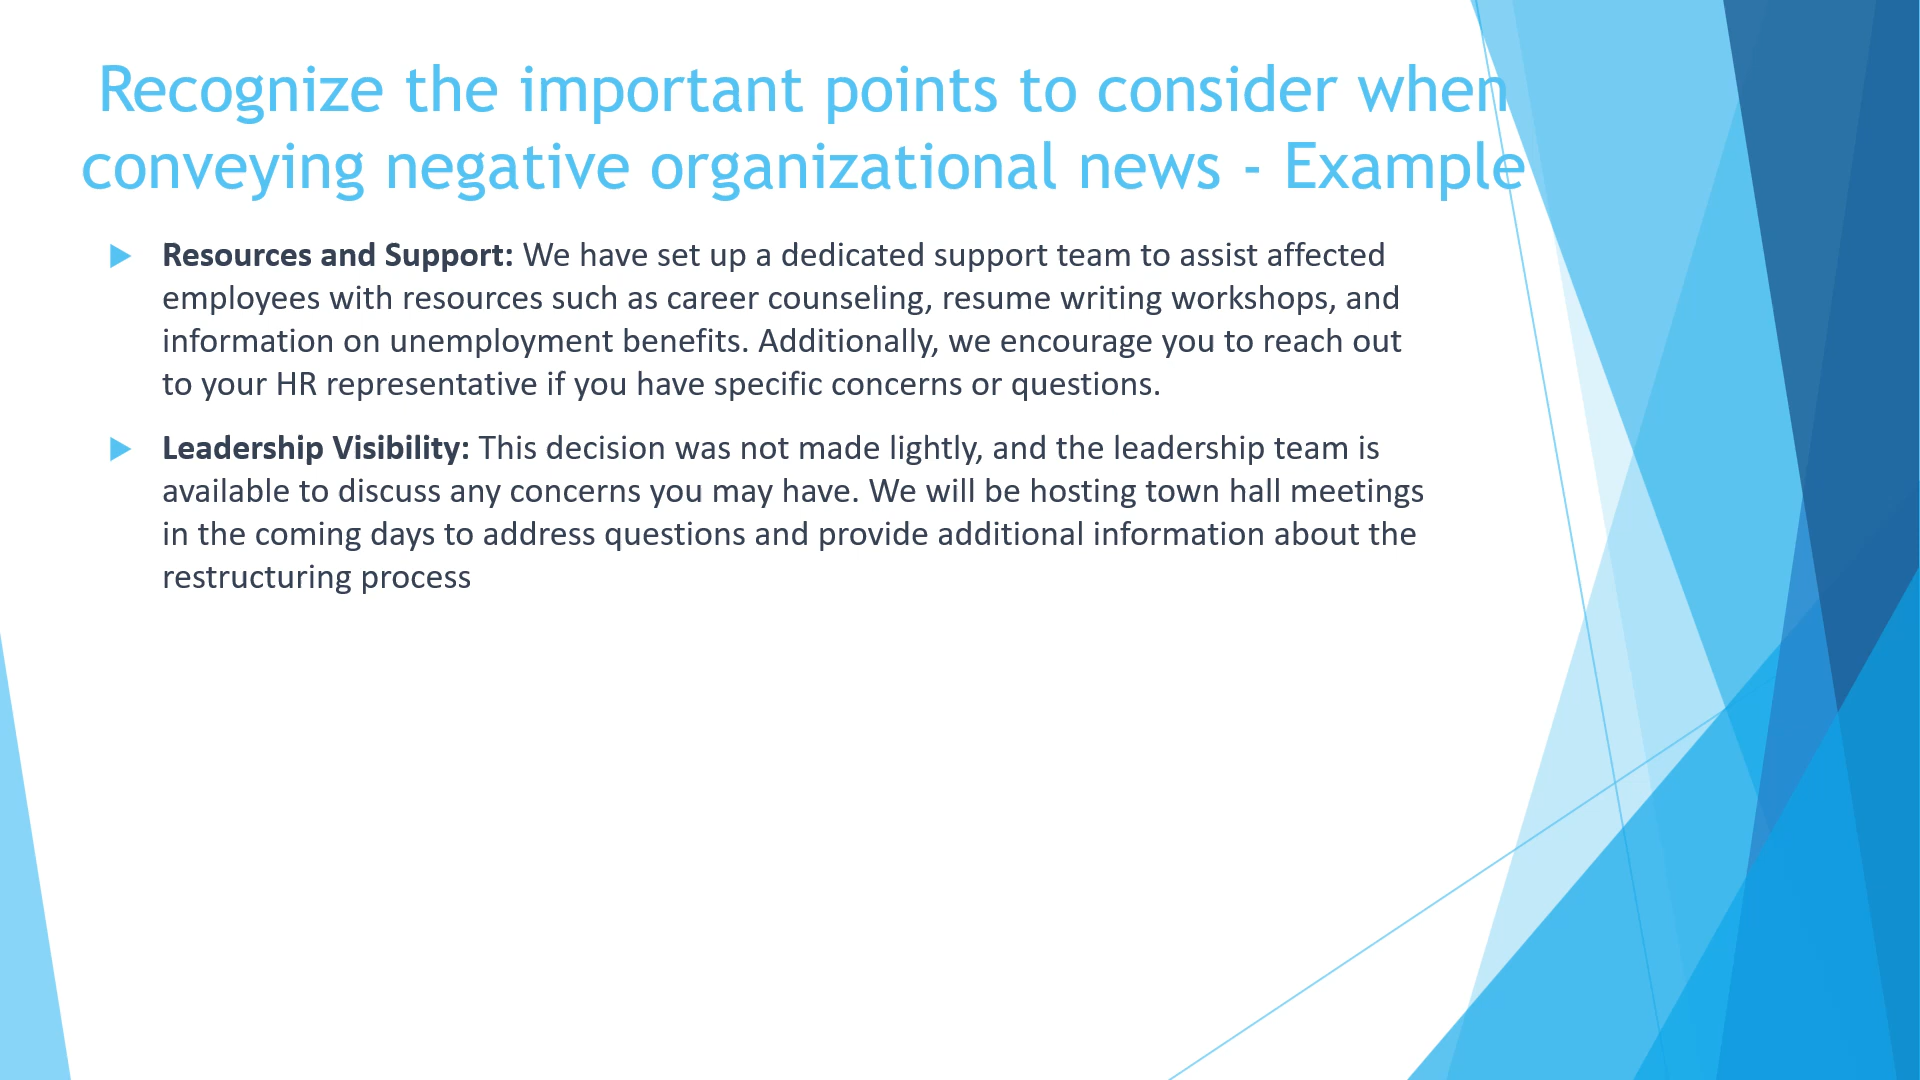 Recognize the important points to consider when
conveying negative organizational news - Example
Resources and Support: We have set up a dedicated support team to assist affected
employees with resources such as career counseling, resume writing workshops, and
information on unemployment benefits. Additionally, we encourage you to reach out
to your HR representative if you have specific concerns or questions.
Leadership Visibility: This decision was not made lightly, and the leadership team is
available to discuss any concerns you may have. We will be hosting town hall meetings
in the coming days to address questions and provide additional information about the
restructuring process